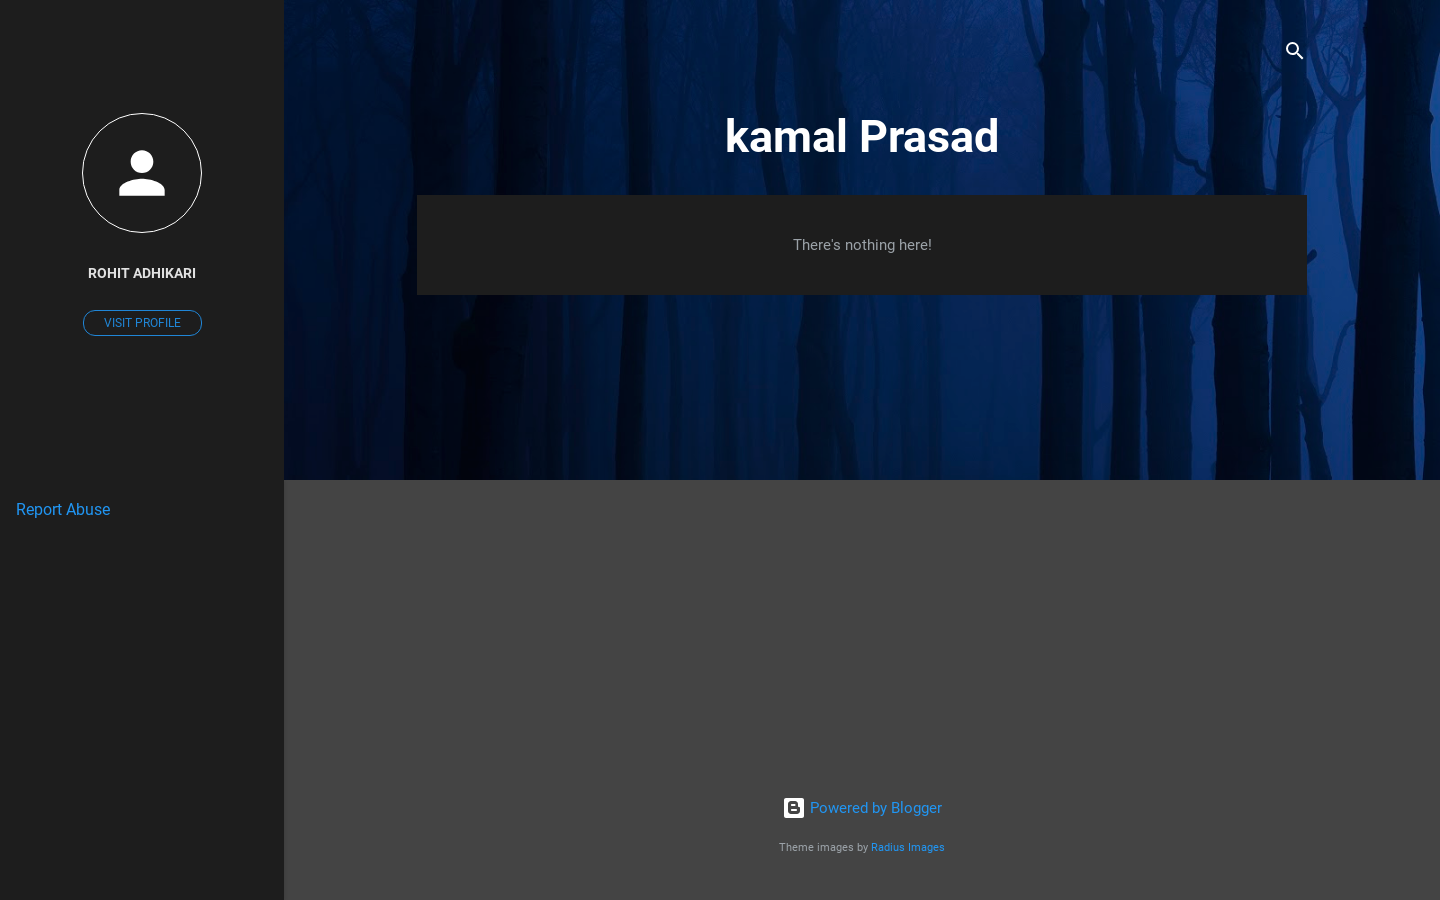 kamal Prasad
There's nothing here!
ROHIT ADHIKARI
VISIT PROFILE
Report Abuse
Powered by Blogger
Theme images by Radius Images